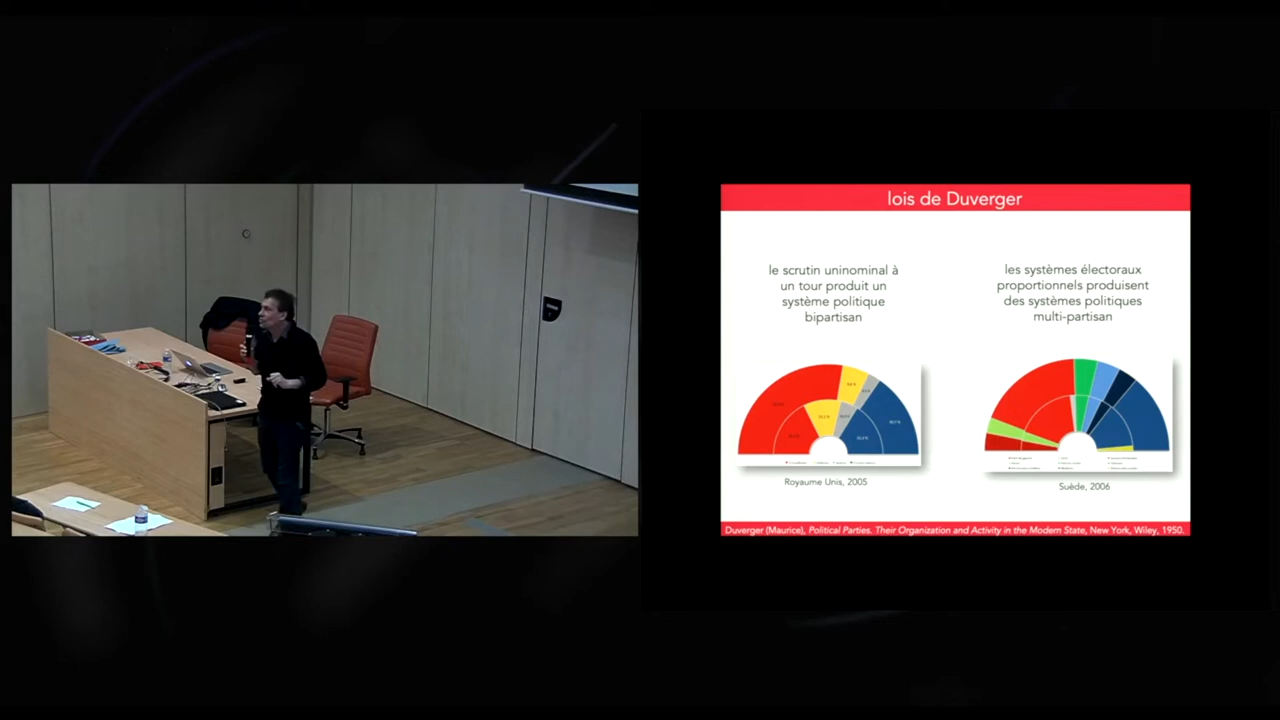 lois de Duverger
le scrutin uninominal à
un tour produit un
système politique
bipartisan
les systèmes électoraux
proportionnels produisent
des systèmes politiques
multi-partisan
Royaume Unis, 2005
Suède, 2006
Duverger (Maurice), Political Parties. Their Organization and Activity in the Modern State, New York, Wiley, 1950.